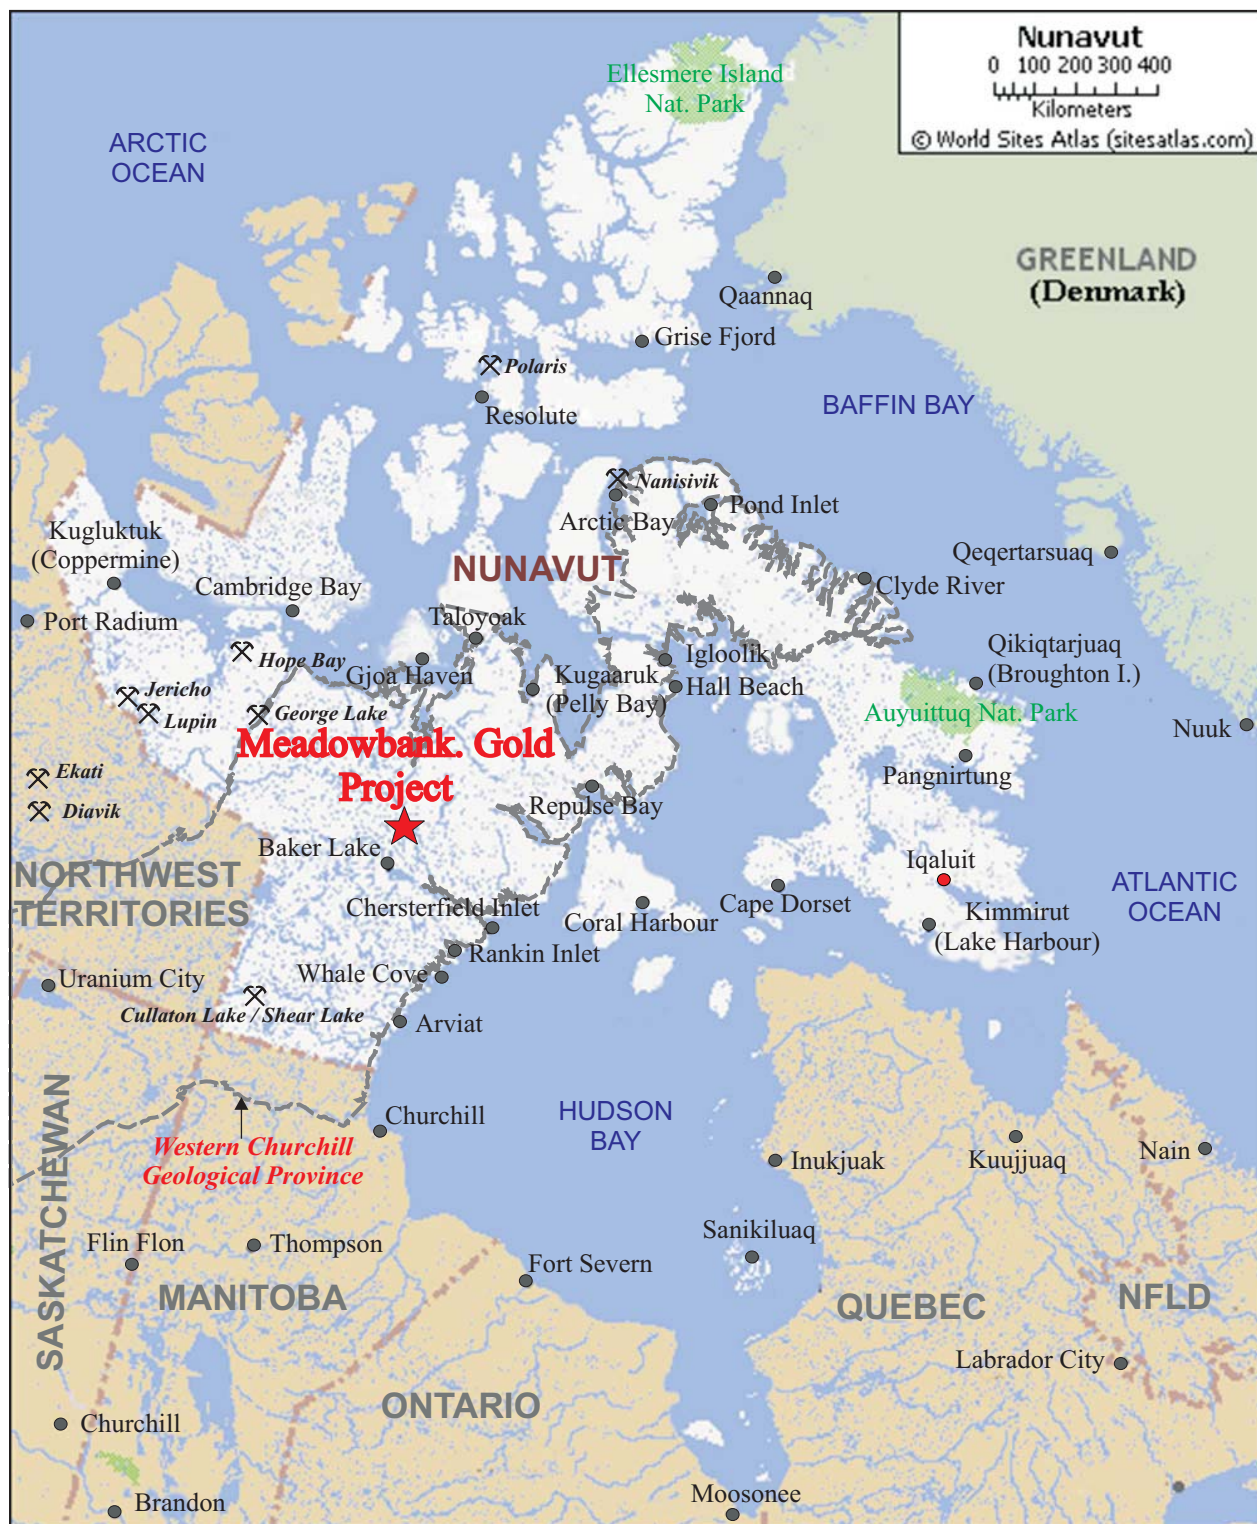 Nunavut
0 100 200 300 400
Kilometers
© World Sites Atlas (sitesatlas.com)
Ellesmere Island
Nat. Park
ARCTIC
OCEAN
GREENLAND
(Denmark)
Qaannaq
Grise Fjord
Polaris
Resolute
BAFFIN BAY
Nanisivik
Arctic Bay
Pond Inlet
Kugluktuk
(Coppermine)
NUNAVUT
Qeqertarsuaq
Cambridge Bay
Clyde River
Port Radium
Taloyoak
Hope Bay
Gjoa Haven
Kugaaruk
(Pelly Bay)
Igloolik
Hall Beach
Qikiqtarjuaq
(Broughton I.)
Jericho
Lupin
George Lake
Auyuittuq Nat. Park
Nuuk
Meadowbank. Gold
Project
Pangnirtung
Ekati
Diavik
Repulse Bay
Baker Lake
Iqaluit
NORTHWEST
TERRITORIES
ATLANTIC
OCEAN
Chersterfield Inlet
Coral Harbour
Cape Dorset
Kimmirut
(Lake Harbour)
Rankin Inlet
Whale Cove
Uranium City
Cullaton Lake / Shear Lake
Arviat
SASKATCHEWAN
Churchill
HUDSON
BAY
Western Churchill
Geological Province
Inukjuak
Kuujjuaq
Nain
Sanikiluaq
Flin Flon
Thompson
Fort Severn
MANITOBA
QUEBEC
NFLD
Labrador City
ONTARIO
Churchill
Brandon
Moosonee